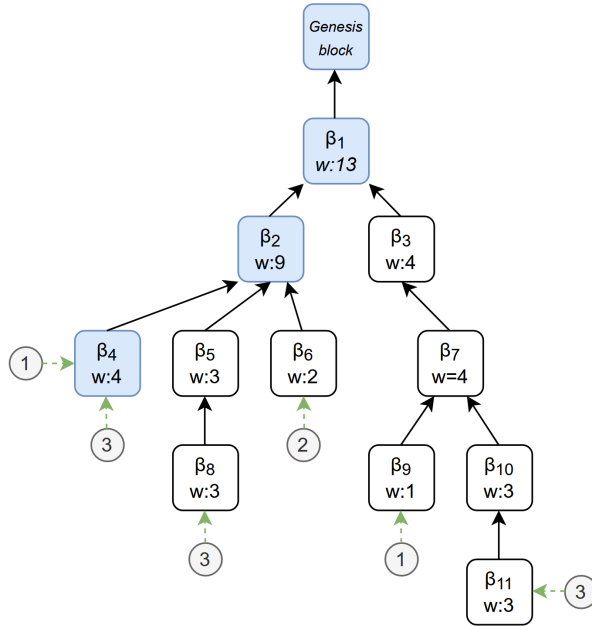 Genesis
block
β₁
w:13
β₂
w:9
β₃
w:4
β₄
w:4
β₅
w:3
β₆
w:2
β₇
w=4
1
3
2
β₈
w:3
β₉
w:1
β₁₀
w:3
3
1
β₁₁
w:3
3